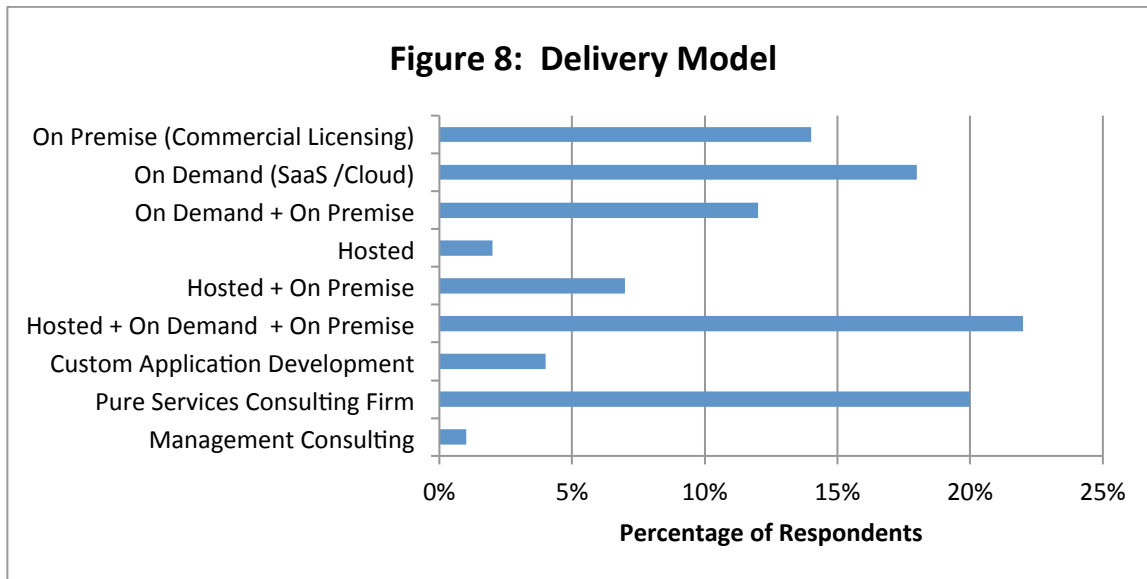 Figure 8:  Delivery Model
On Premise (Commercial Licensing)
On Demand (SaaS /Cloud)
On Demand + On Premise
Hosted
Hosted + On Premise
Hosted + On Demand  + On Premise
Custom Application Development
Pure Services Consulting Firm
Management Consulting
0% 5% 10% 15% 20% 25%
Percentage of Respondents